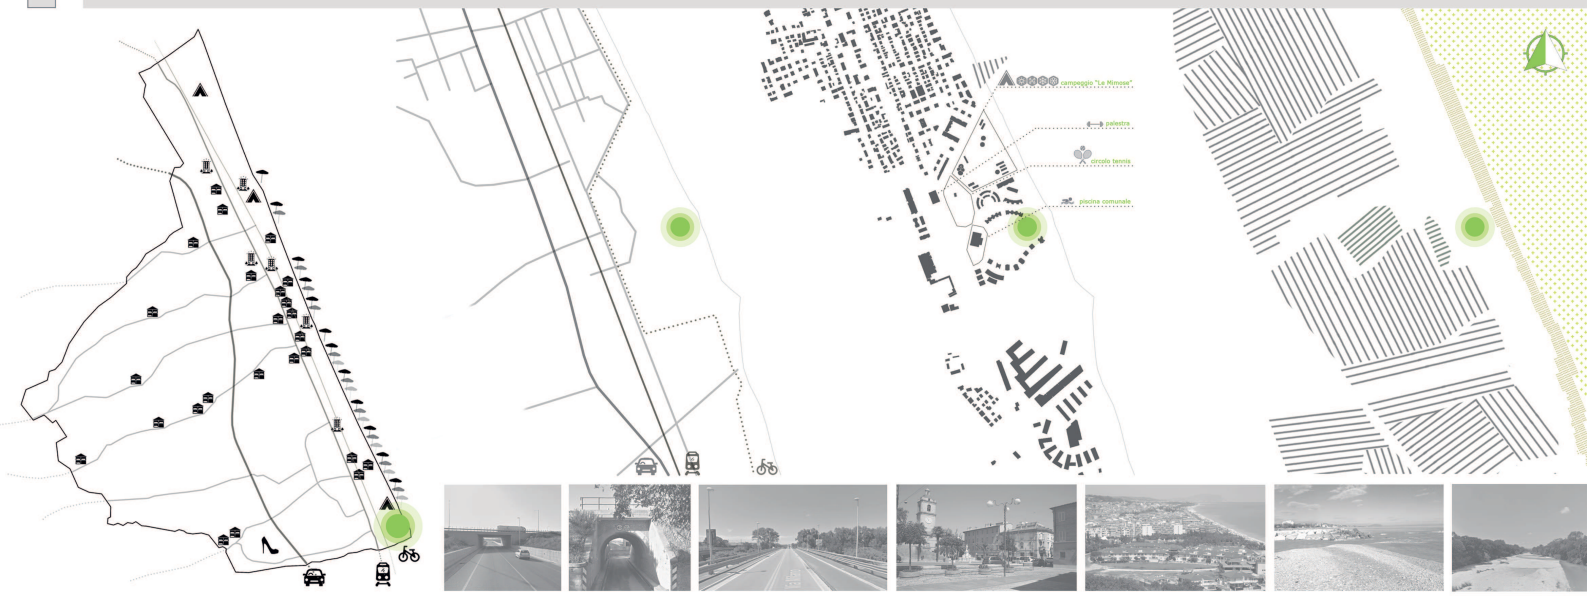 campeggio "Le Mimose"
palestra
circolo tennis
piscina comunale